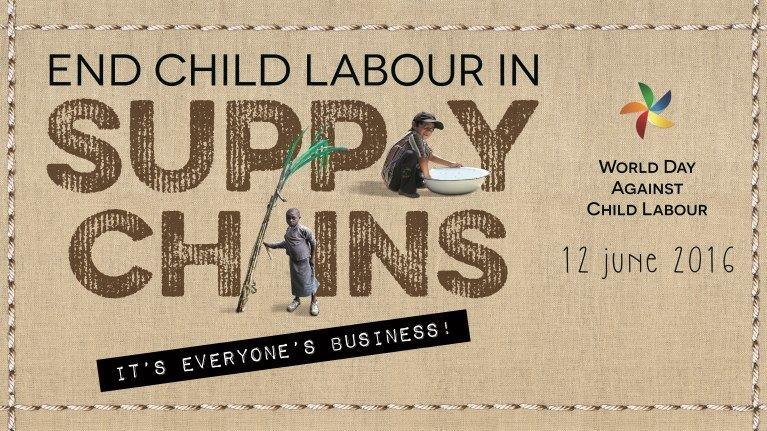 END CHILD LABOUR IN
SUPPLY
CHAINS
IT'S EVERYONE'S BUSINESS!
WORLD DAY
AGAINST
CHILD LABOUR
12 june 2016